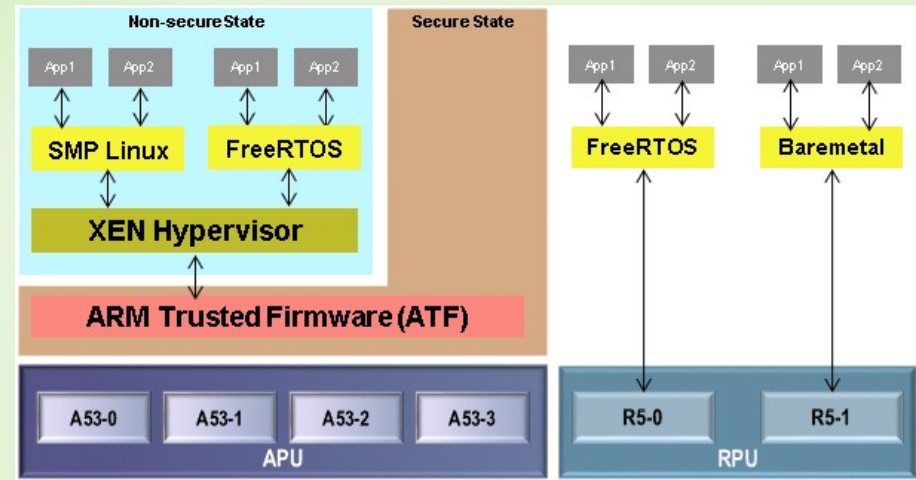 Non-secure State
Secure State
App1
App2
App1
App2
App1
App2
App1
App2
SMP Linux
FreeRTOS
FreeRTOS
Baremetal
XEN Hypervisor
ARM Trusted Firmware (ATF)
A53-0
A53-1
A53-2
A53-3
R5-0
R5-1
APU
RPU